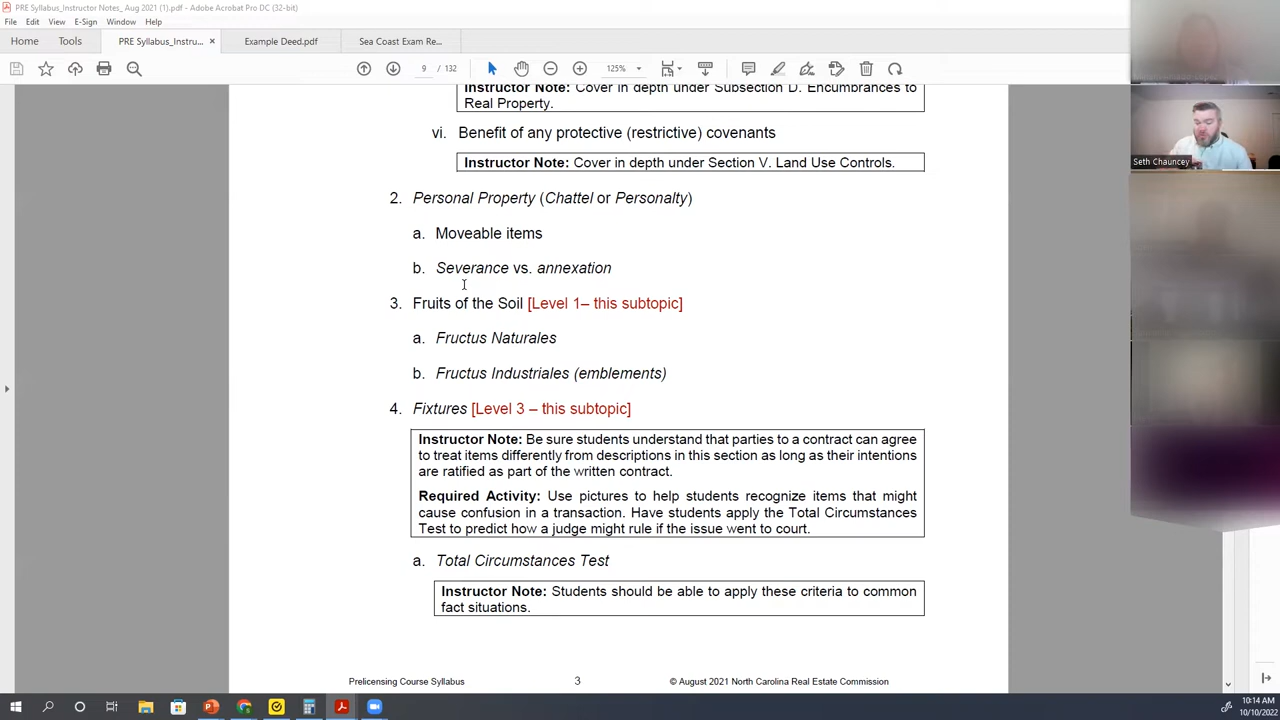 PRE Syllabus_Instructor Notes_ Aug 2021 (1).pdf - Adobe Acrobat Pro DC (32-bit)
File Edit View E-Sign Window Help
Home Tools PRE Syllabus_Instru... × Example Deed.pdf Sea Coast Exam Re...
9 / 132 125%
Instructor Note: Cover in depth under Subsection D. Encumbrances to
Real Property.
vi. Benefit of any protective (restrictive) covenants
Instructor Note: Cover in depth under Section V. Land Use Controls.
Seth Chauncey
2. Personal Property (Chattel or Personalty)
a. Moveable items
b. Severance vs. annexation
3. Fruits of the Soil [Level 1– this subtopic]
a. Fructus Naturales
b. Fructus Industriales (emblements)
4. Fixtures [Level 3 – this subtopic]
Instructor Note: Be sure students understand that parties to a contract can agree
to treat items differently from descriptions in this section as long as their intentions
are ratified as part of the written contract.
Required Activity: Use pictures to help students recognize items that might
cause confusion in a transaction. Have students apply the Total Circumstances
Test to predict how a judge might rule if the issue went to court.
a. Total Circumstances Test
Instructor Note: Students should be able to apply these criteria to common
fact situations.
Prelicensing Course Syllabus 3 © August 2021 North Carolina Real Estate Commission
10:14 AM
10/10/2022